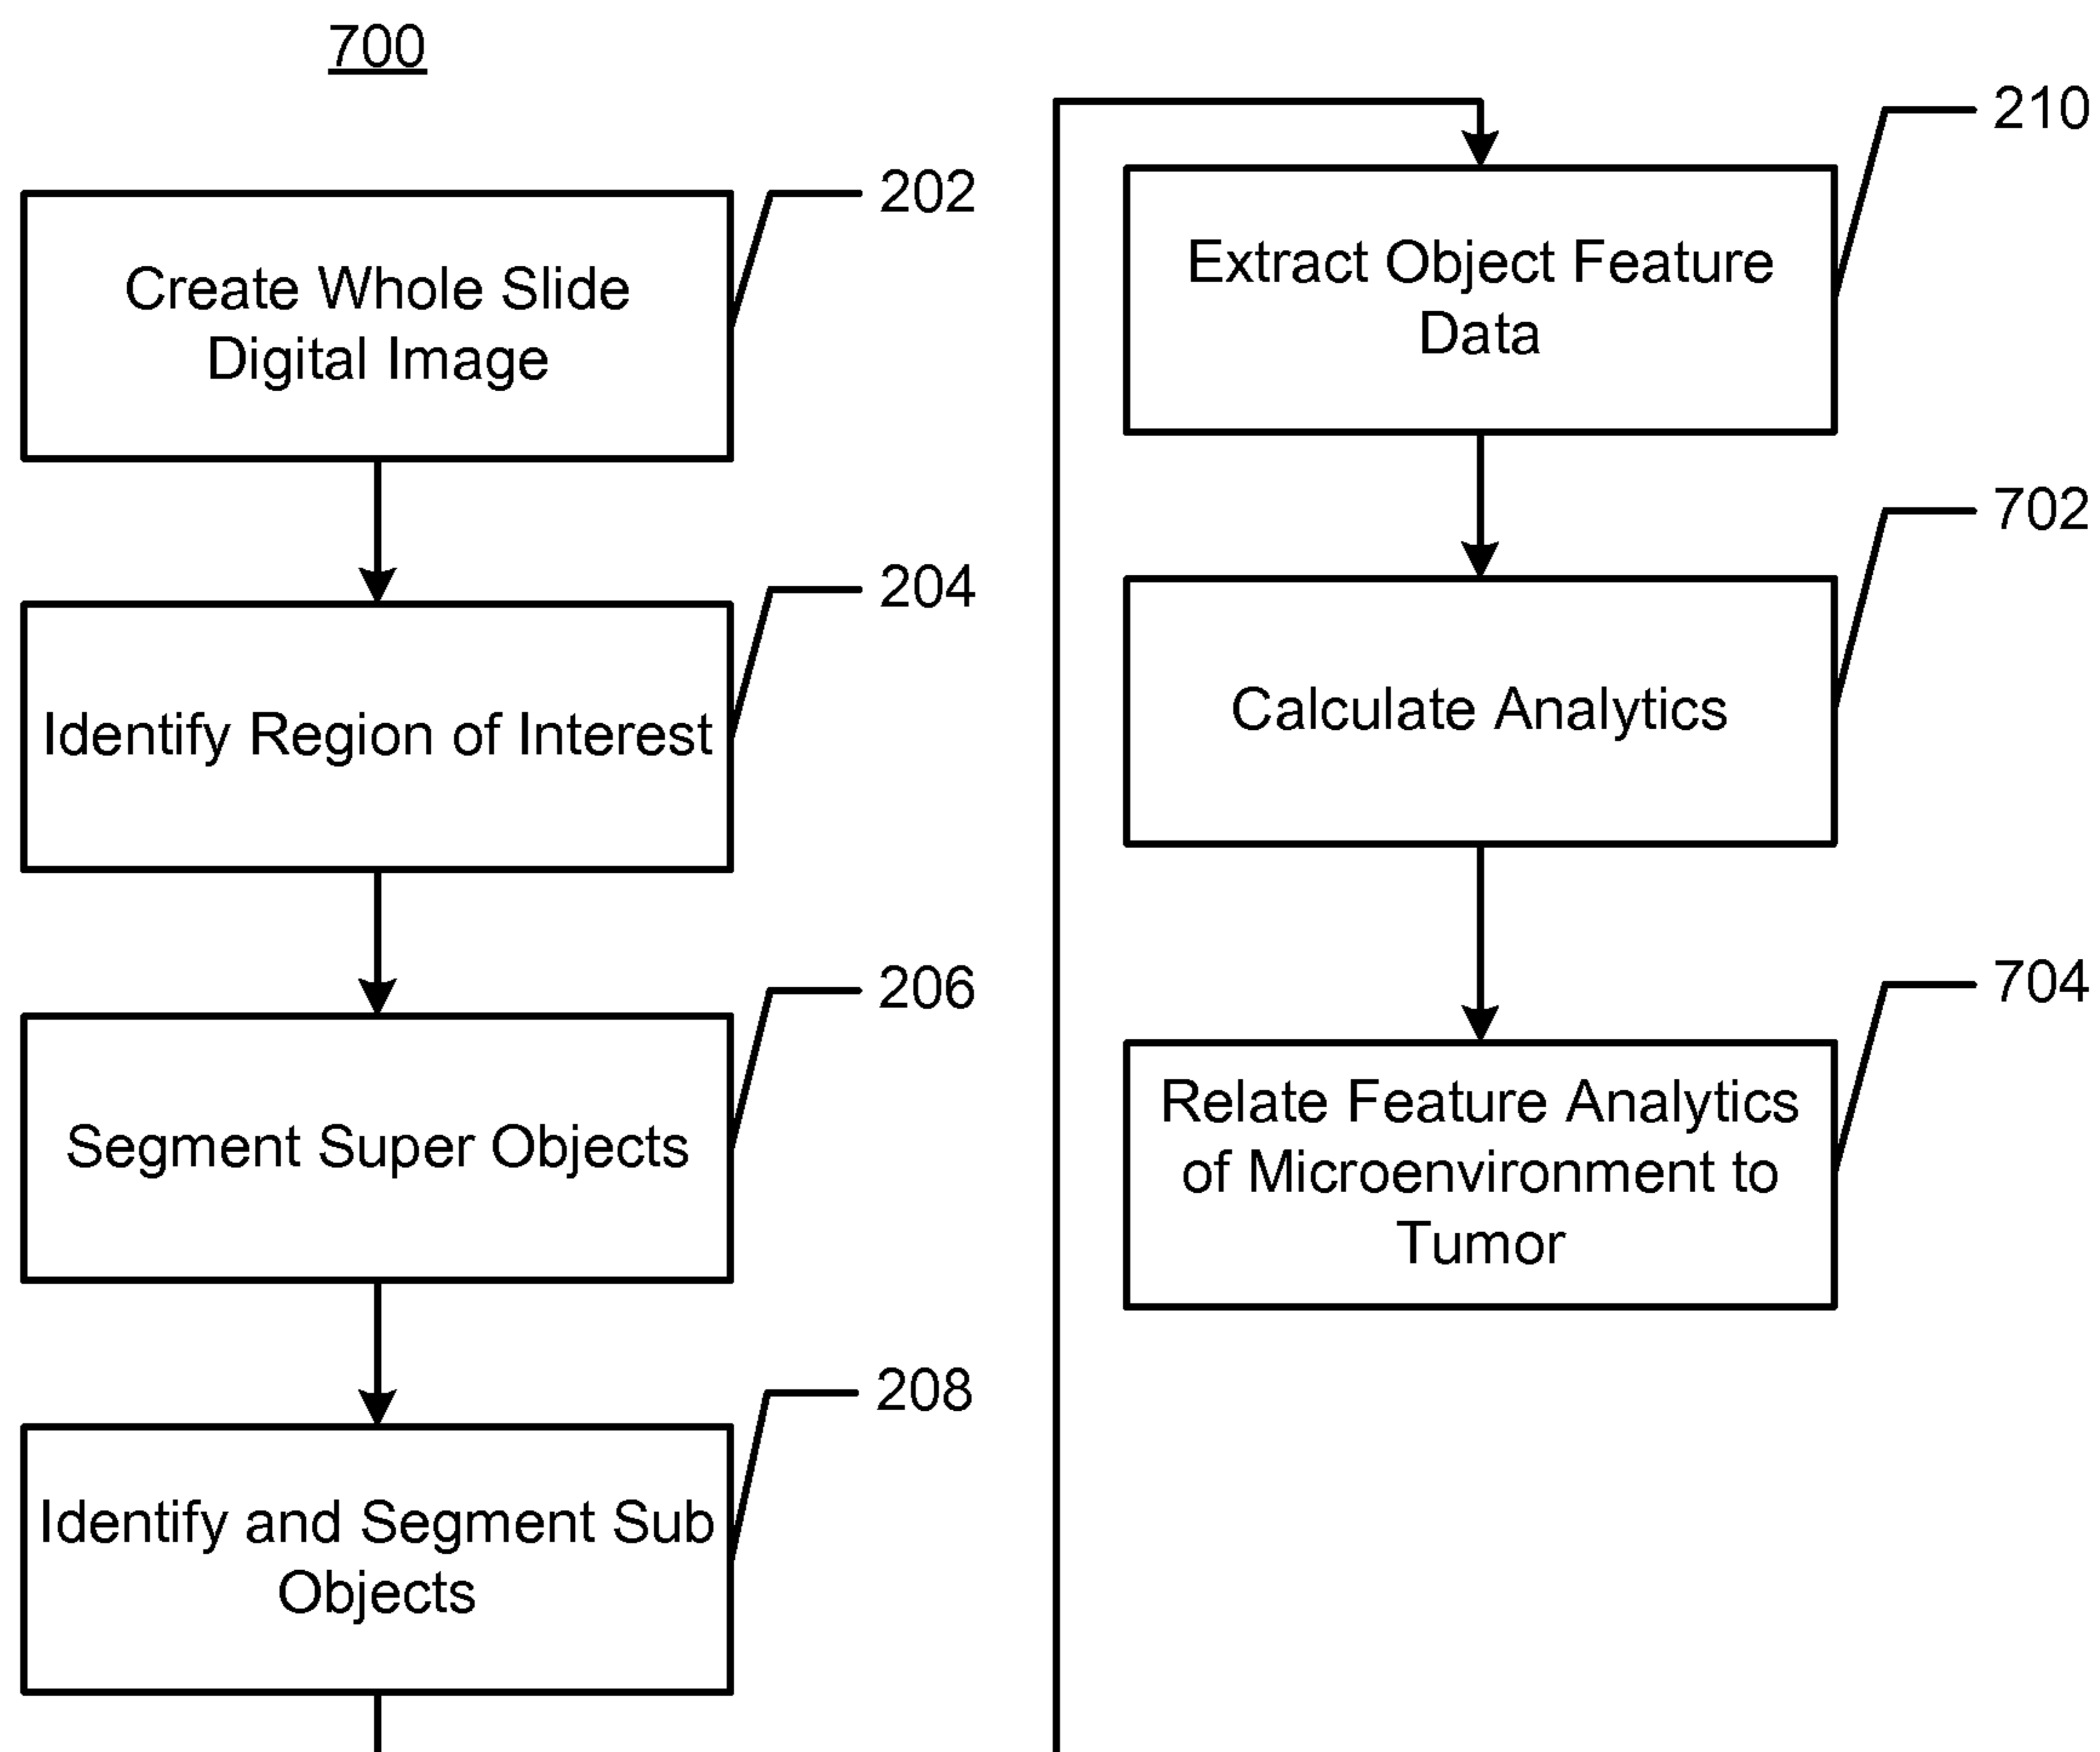 700
202
Create Whole Slide
Digital Image
204
Identify Region of Interest
206
Segment Super Objects
208
Identify and Segment Sub
Objects
210
Extract Object Feature
Data
702
Calculate Analytics
704
Relate Feature Analytics
of Microenvironment to
Tumor